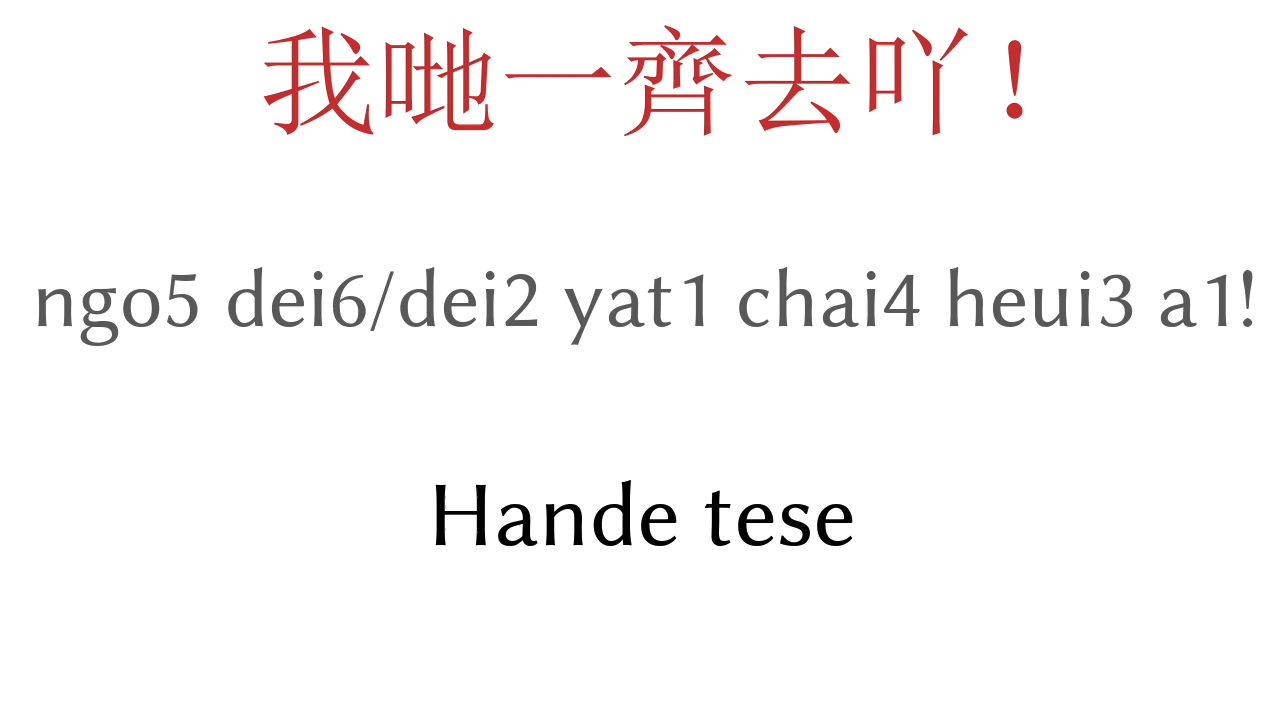 我哋一齊去吖！
ngo5 dei6/dei2 yat1 chai4 heui3 a1!
Hande tese